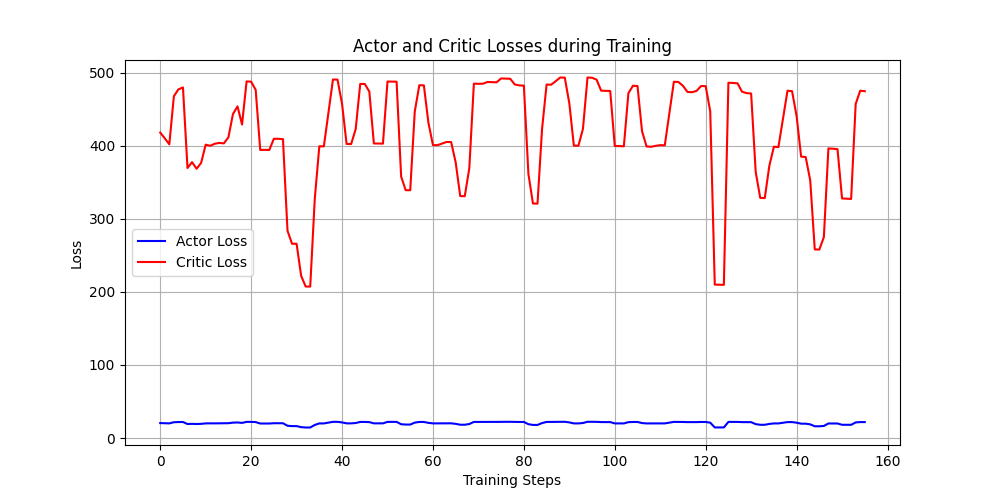 Actor and Critic Losses during Training
Loss
500
400
300
200
100
0
Actor Loss
Critic Loss
0 20 40 60 80 100 120 140 160
Training Steps